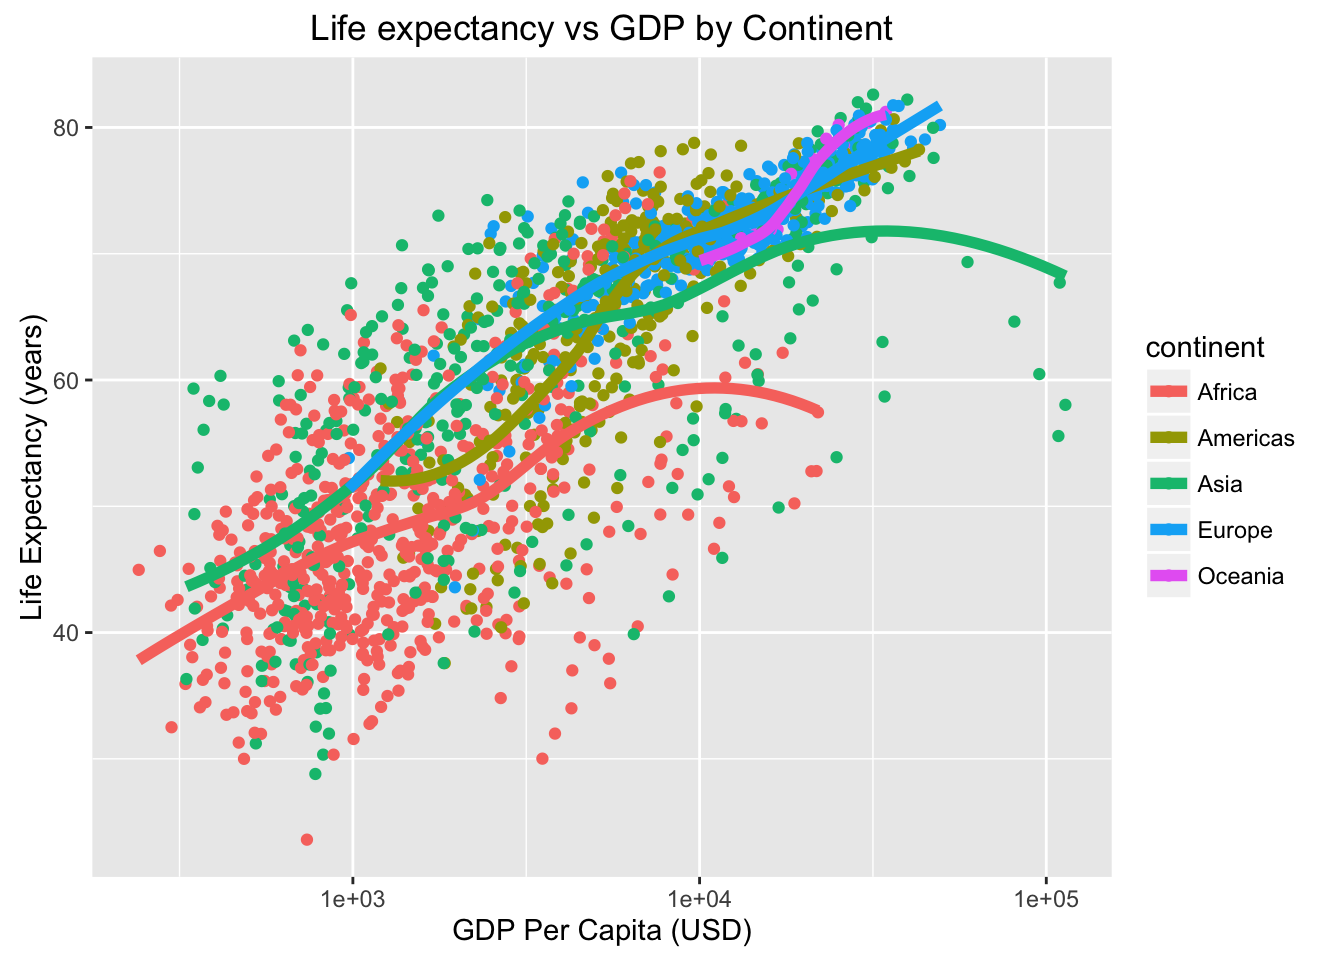 Life expectancy vs GDP by Continent
Life Expectancy (years)
80
60
40
1e+03
1e+04
1e+05
GDP Per Capita (USD)
continent
Africa
Americas
Asia
Europe
Oceania